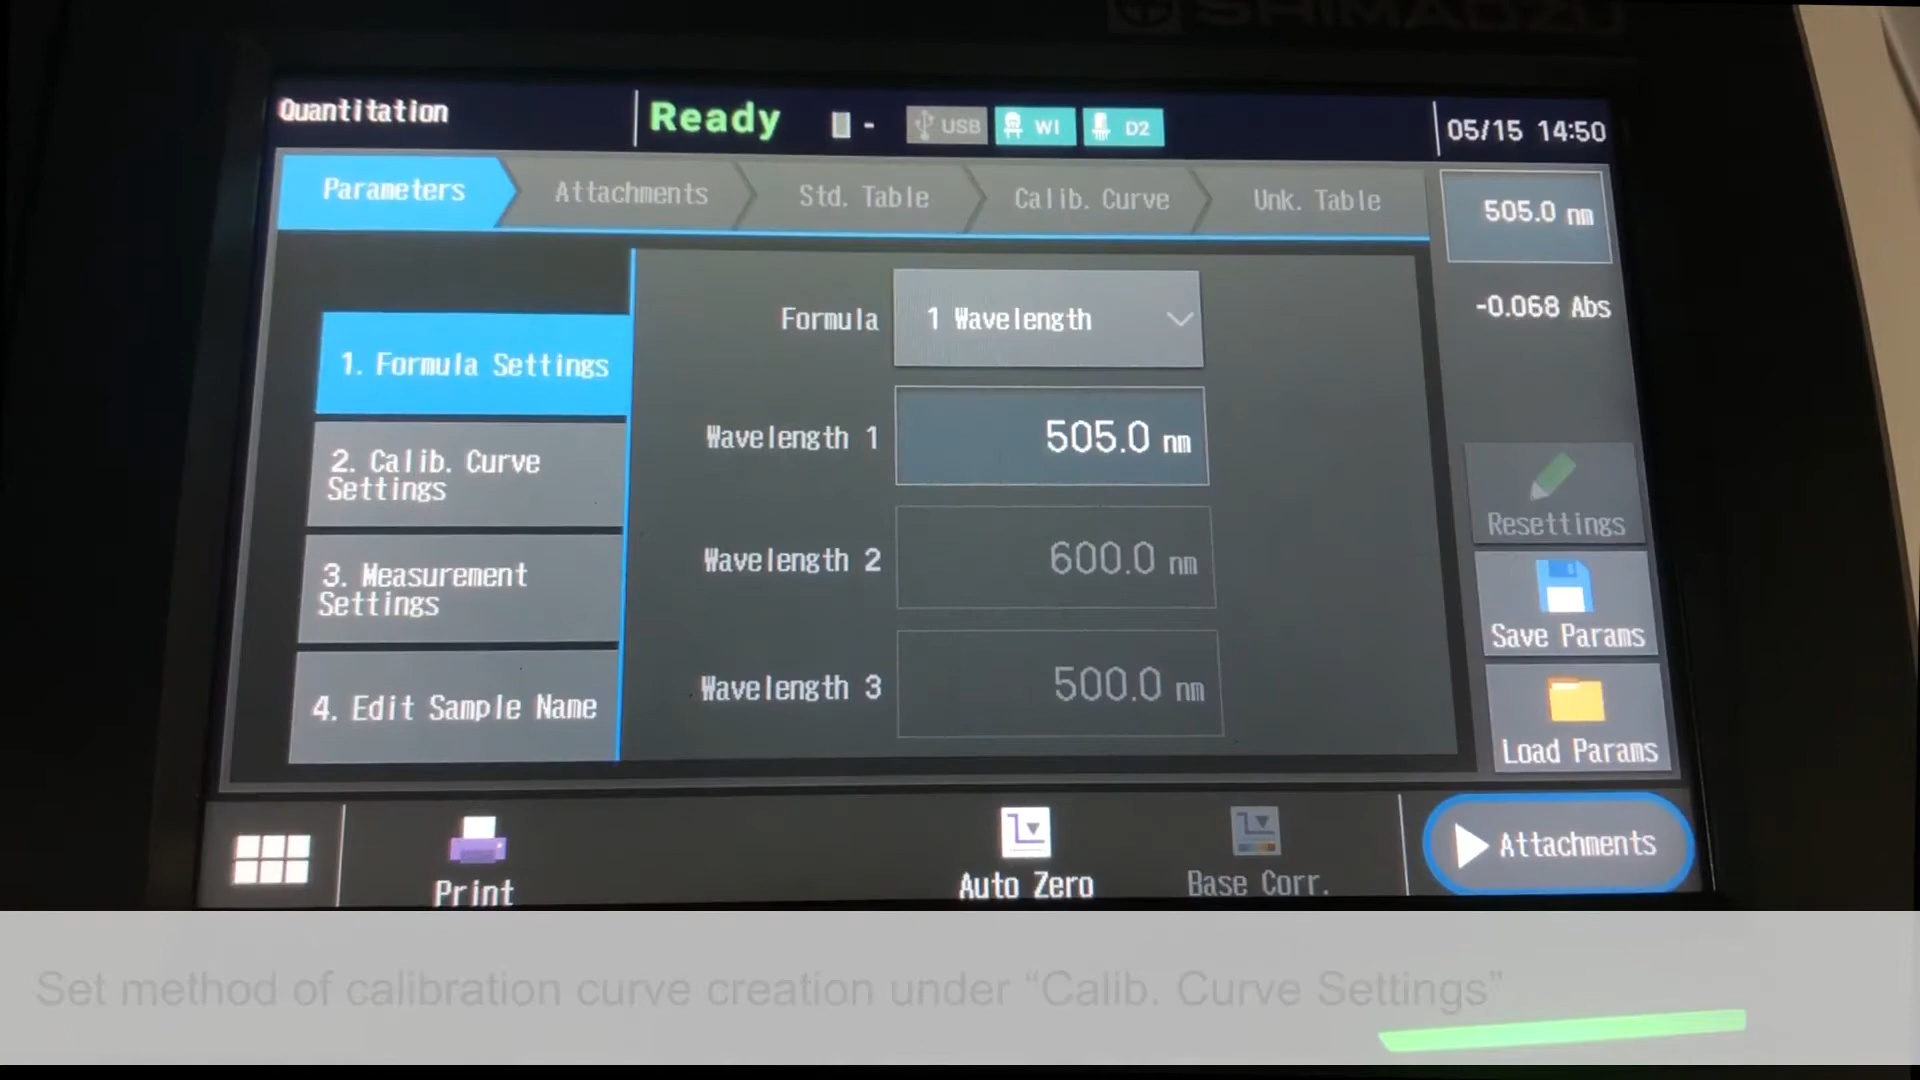 SHIMADZU
Quantitation
Ready
-
USB
WI
D2
05/15 14:50
Parameters
Attachments
Std. Table
Calib. Curve
Unk. Table
505.0 nm
-0.068 Abs
1. Formula Settings
2. Calib. Curve
Settings
3. Measurement
Settings
4. Edit Sample Name
Formula
1 Wavelength
Wavelength 1
505.0 nm
Wavelength 2
600.0 nm
Wavelength 3
500.0 nm
Resettings
Save Params
Load Params
Print
Auto Zero
Base Corr.
Attachments
Set method of calibration curve creation under “Calib. Curve Settings”